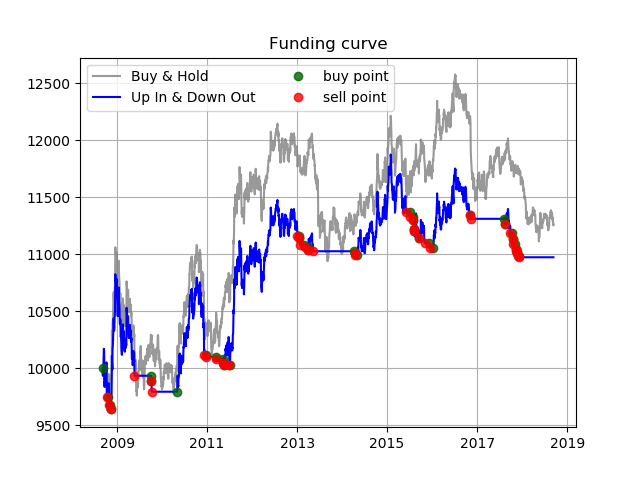 Funding curve
Buy & Hold
Up In & Down Out
buy point
sell point
12500
12000
11500
11000
10500
10000
9500
2009 2011 2013 2015 2017 2019